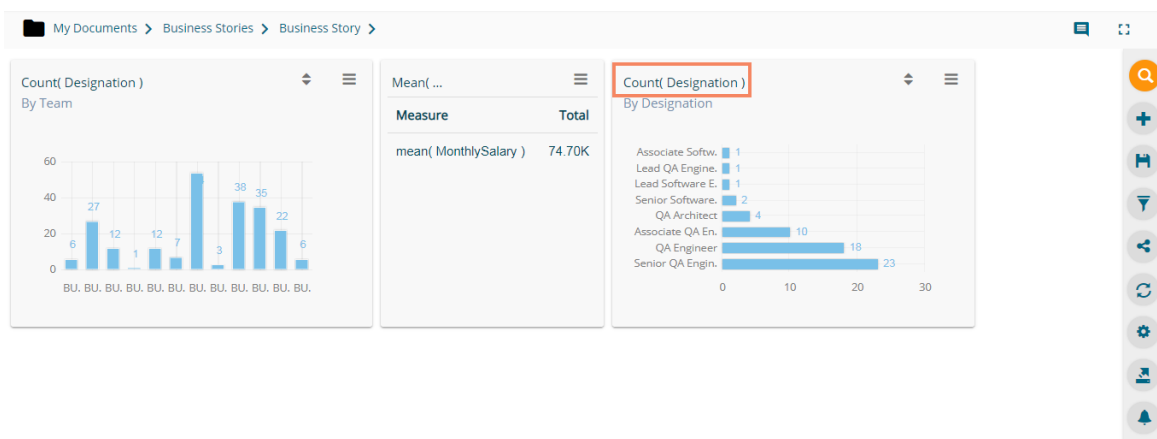 My Documents > Business Stories > Business Story >
Count( Designation )
By Team
60
40
20
0
6
27
12
1
12
7
3
38
35
22
6
BU. BU. BU. BU. BU. BU. BU. BU. BU. BU. BU. BU.
Mean( ...
Measure Total
mean( MonthlySalary ) 74.70K
Count( Designation )
By Designation
Associate Softw. 1
Lead QA Engine. 1
Lead Software E. 1
Senior Software. 2
QA Architect 4
Associate QA En. 10
QA Engineer 18
Senior QA Engin. 23
0 10 20 30